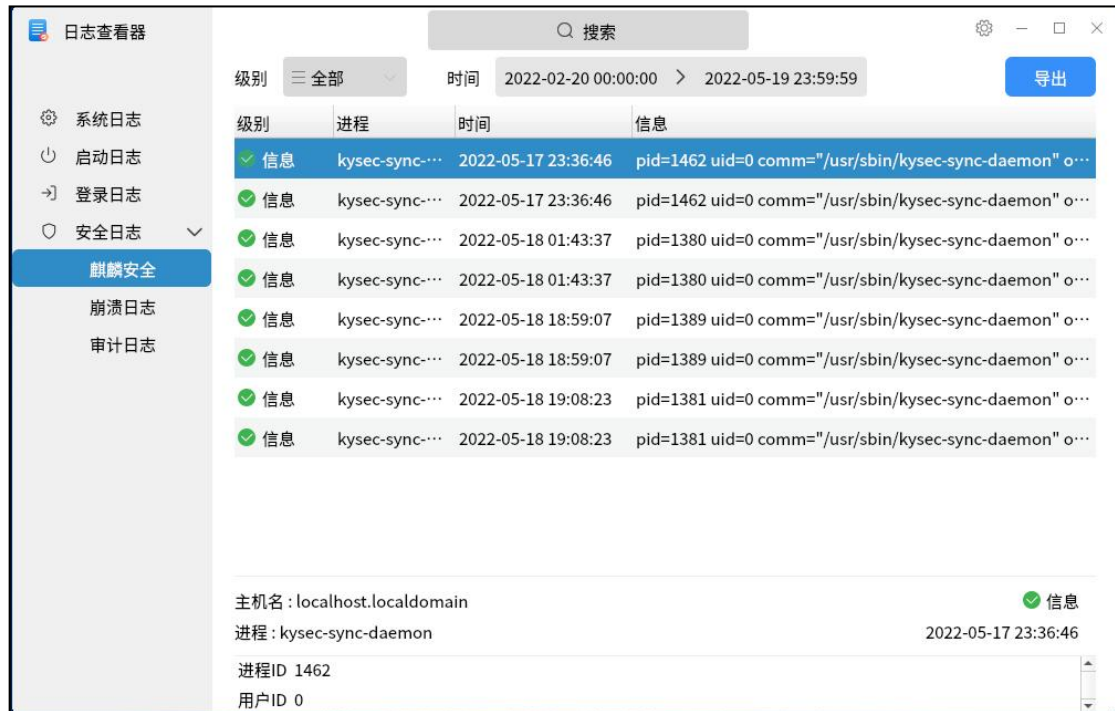 日志查看器
搜索
级别 全部 时间 2022-02-20 00:00:00 > 2022-05-19 23:59:59 导出
系统日志
启动日志
登录日志
安全日志
麒麟安全
崩溃日志
审计日志
级别 进程 时间 信息
信息 kysec-sync-··· 2022-05-17 23:36:46 pid=1462 uid=0 comm="/usr/sbin/kysec-sync-daemon" o···
信息 kysec-sync-··· 2022-05-17 23:36:46 pid=1462 uid=0 comm="/usr/sbin/kysec-sync-daemon" o···
信息 kysec-sync-··· 2022-05-18 01:43:37 pid=1380 uid=0 comm="/usr/sbin/kysec-sync-daemon" o···
信息 kysec-sync-··· 2022-05-18 01:43:37 pid=1380 uid=0 comm="/usr/sbin/kysec-sync-daemon" o···
信息 kysec-sync-··· 2022-05-18 18:59:07 pid=1389 uid=0 comm="/usr/sbin/kysec-sync-daemon" o···
信息 kysec-sync-··· 2022-05-18 18:59:07 pid=1389 uid=0 comm="/usr/sbin/kysec-sync-daemon" o···
信息 kysec-sync-··· 2022-05-18 19:08:23 pid=1381 uid=0 comm="/usr/sbin/kysec-sync-daemon" o···
信息 kysec-sync-··· 2022-05-18 19:08:23 pid=1381 uid=0 comm="/usr/sbin/kysec-sync-daemon" o···
主机名 : localhost.localdomain 信息
进程 : kysec-sync-daemon 2022-05-17 23:36:46
进程ID 1462
用户ID 0